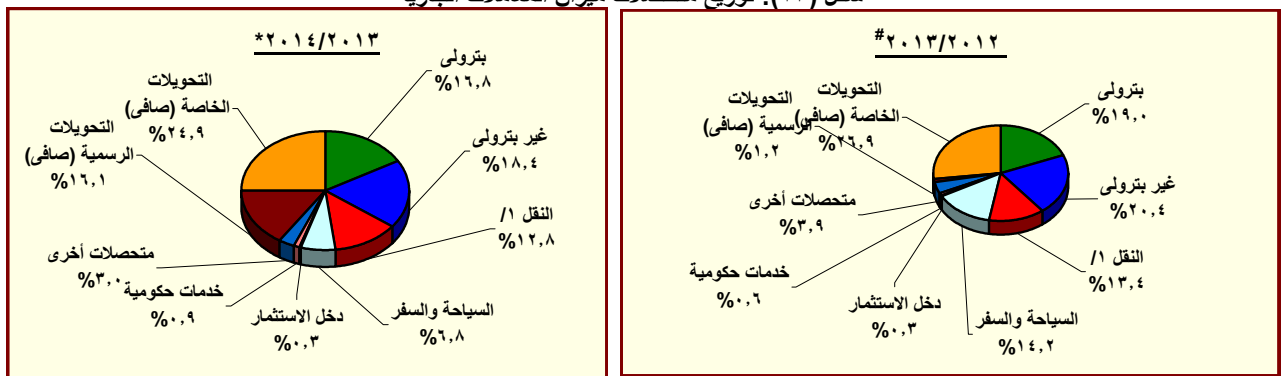 #٢٠١٣/٢٠١٢
بترولى
%١٩,٠
غير بترولى
%٢٠,٤
النقل ١/
%١٣,٤
السياحة والسفر
%١٤,٢
دخل الاستثمار
%٠,٣
خدمات حكومية
%٠,٦
متحصلات أخرى
%٣,٩
التحويلات
الرسمية (صافى)
%١,٢
التحويلات
الخاصة (صافى)
%٢٦,٩
*٢٠١٤/٢٠١٣
بترولى
%١٦,٨
غير بترولى
%١٨,٤
النقل ١/
%١٢,٨
السياحة والسفر
%٦,٨
دخل الاستثمار
%٠,٣
خدمات حكومية
%٠,٩
متحصلات أخرى
%٣,٠
التحويلات
الرسمية (صافى)
%١٦,١
التحويلات
الخاصة (صافى)
%٢٤,٩